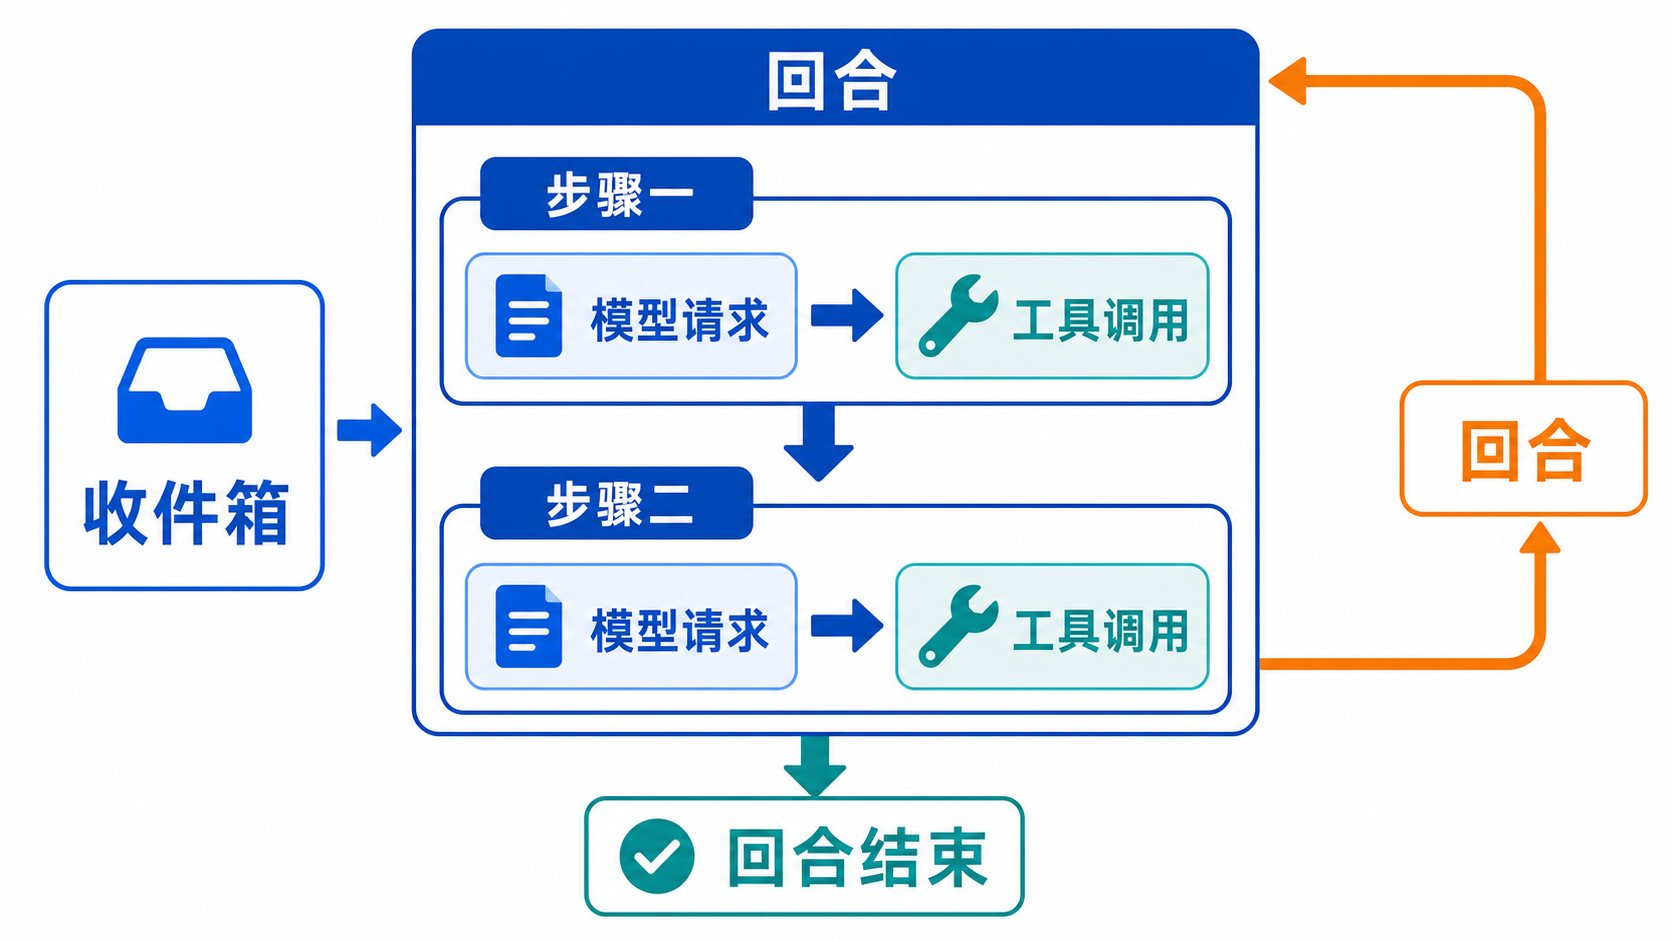 回合
步骤一
模型请求
工具调用
收件箱
步骤二
模型请求
工具调用
回合
回合结束